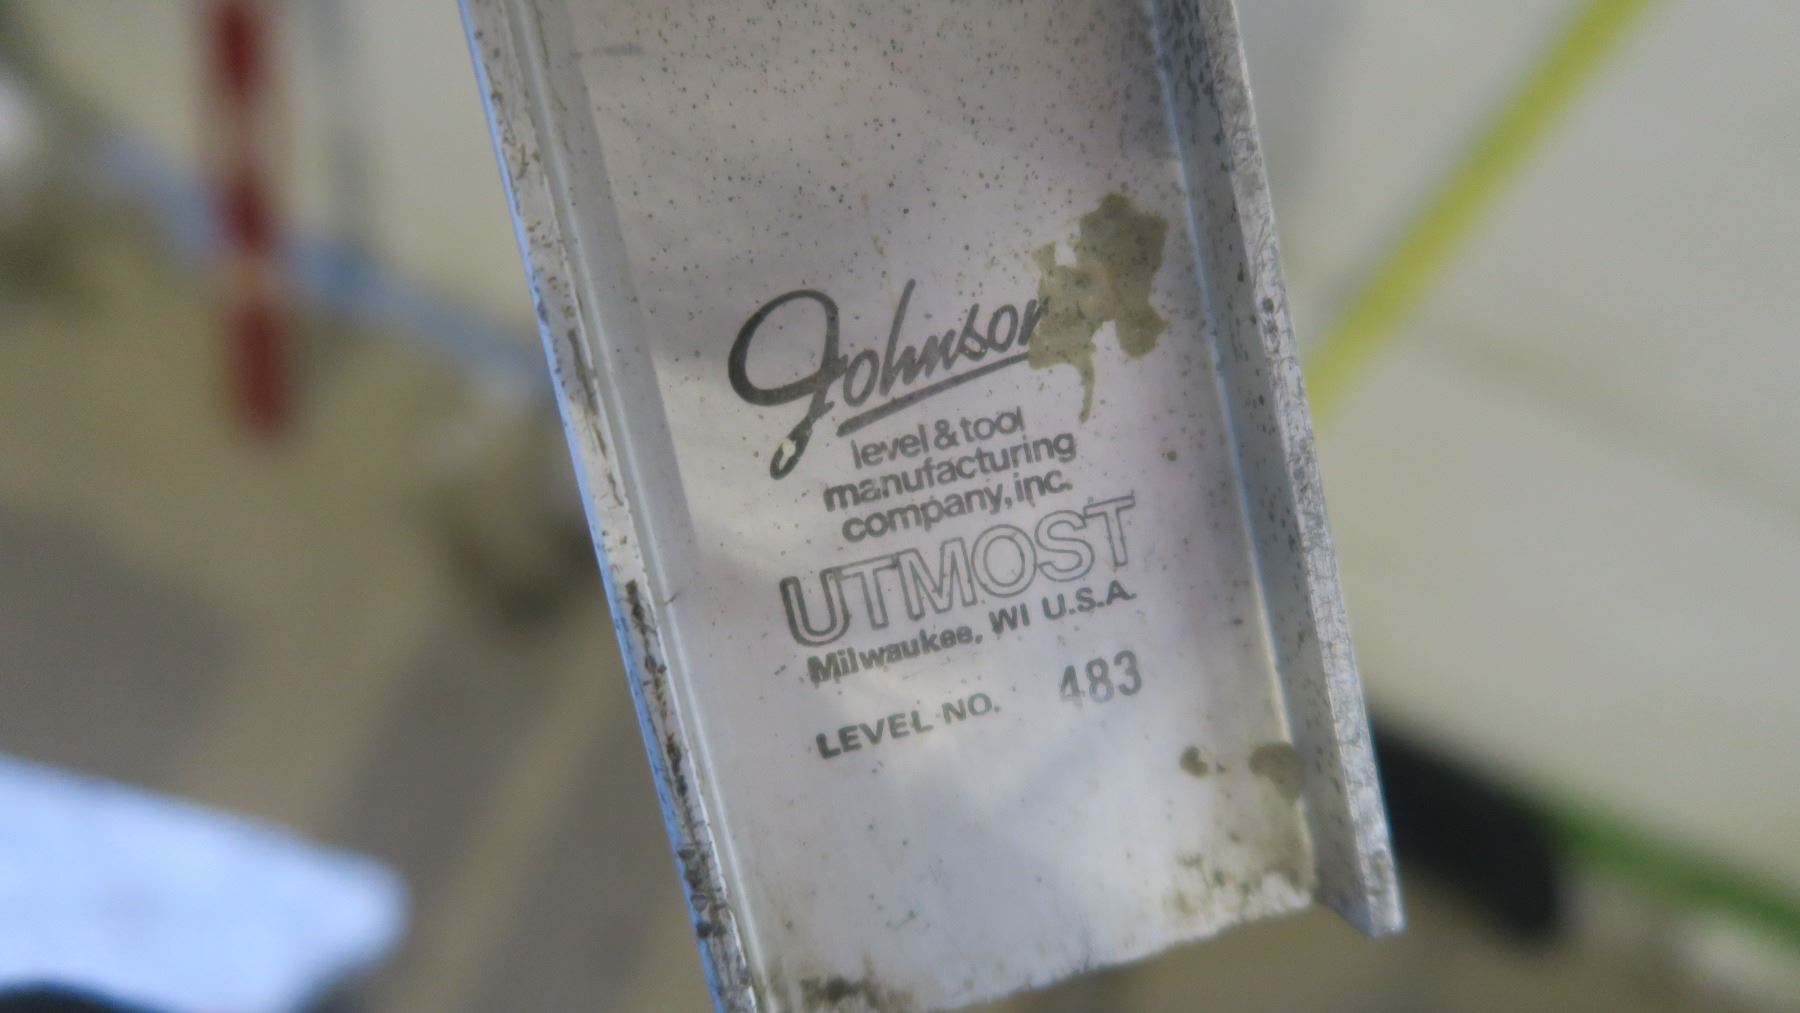 Johnson
level & tool
manufacturing
company, inc.
UTMOST
Milwaukee, WI U.S.A.
LEVEL NO. 483